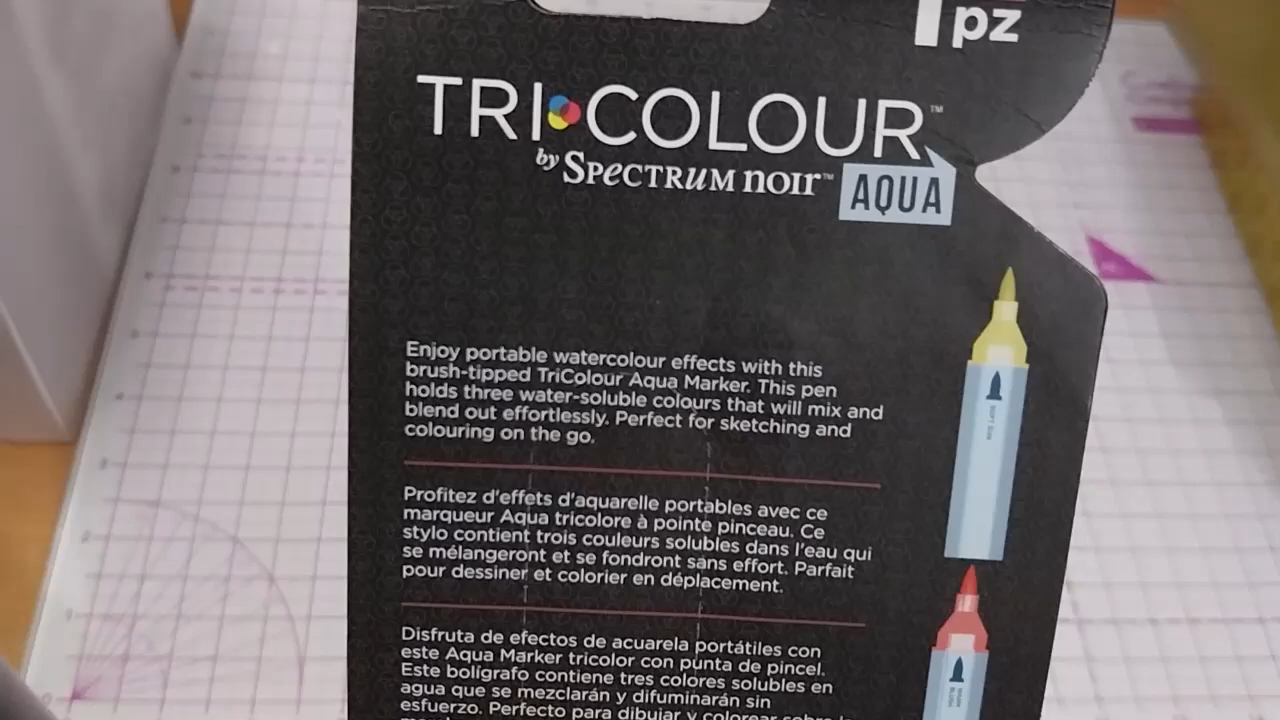 1 pz
TRI COLOUR™
by SPECTRUM noir™ AQUA
Enjoy portable watercolour effects with this
brush-tipped TriColour Aqua Marker. This pen
holds three water-soluble colours that will mix and
blend out effortlessly. Perfect for sketching and
colouring on the go.
Profitez d'effets d'aquarelle portables avec ce
marqueur Aqua tricolore à pointe pinceau. Ce
stylo contient trois couleurs solubles dans l'eau qui
se mélangeront et se fondront sans effort. Parfait
pour dessiner et colorier en déplacement.
Disfruta de efectos de acuarela portátiles con
este Aqua Marker tricolor con punta de pincel.
Este bolígrafo contiene tres colores solubles en
agua que se mezclarán y difuminarán sin
esfuerzo. Perfecto para dibujar y colorear sobre